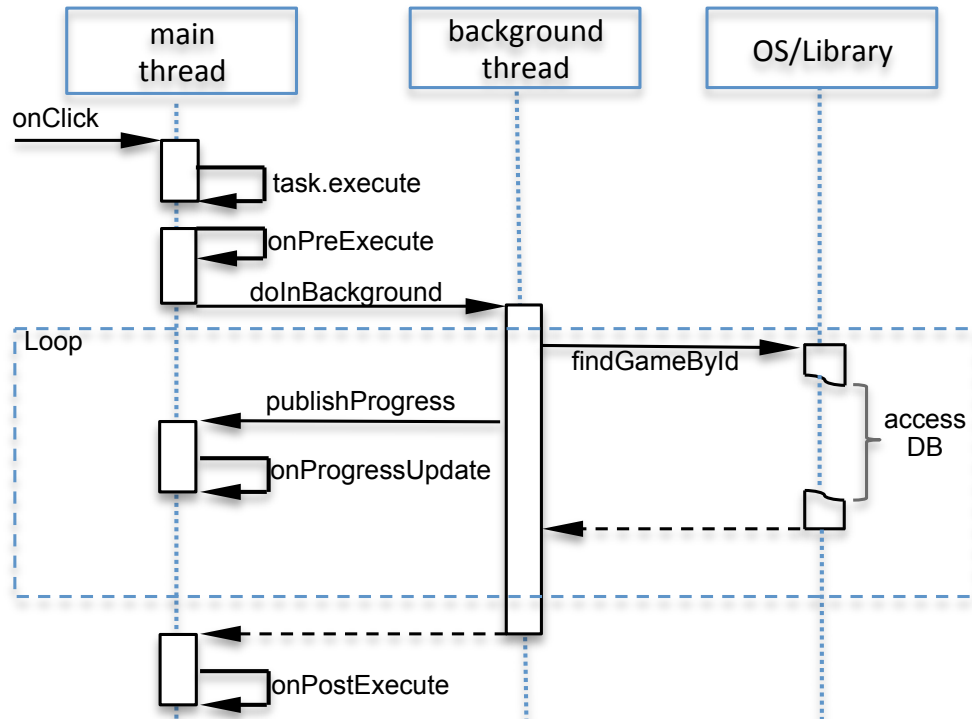 main
thread
background
thread
OS/Library
onClick
task.execute
onPreExecute
doInBackground
Loop
findGameById
publishProgress
access
DB
onProgressUpdate
onPostExecute